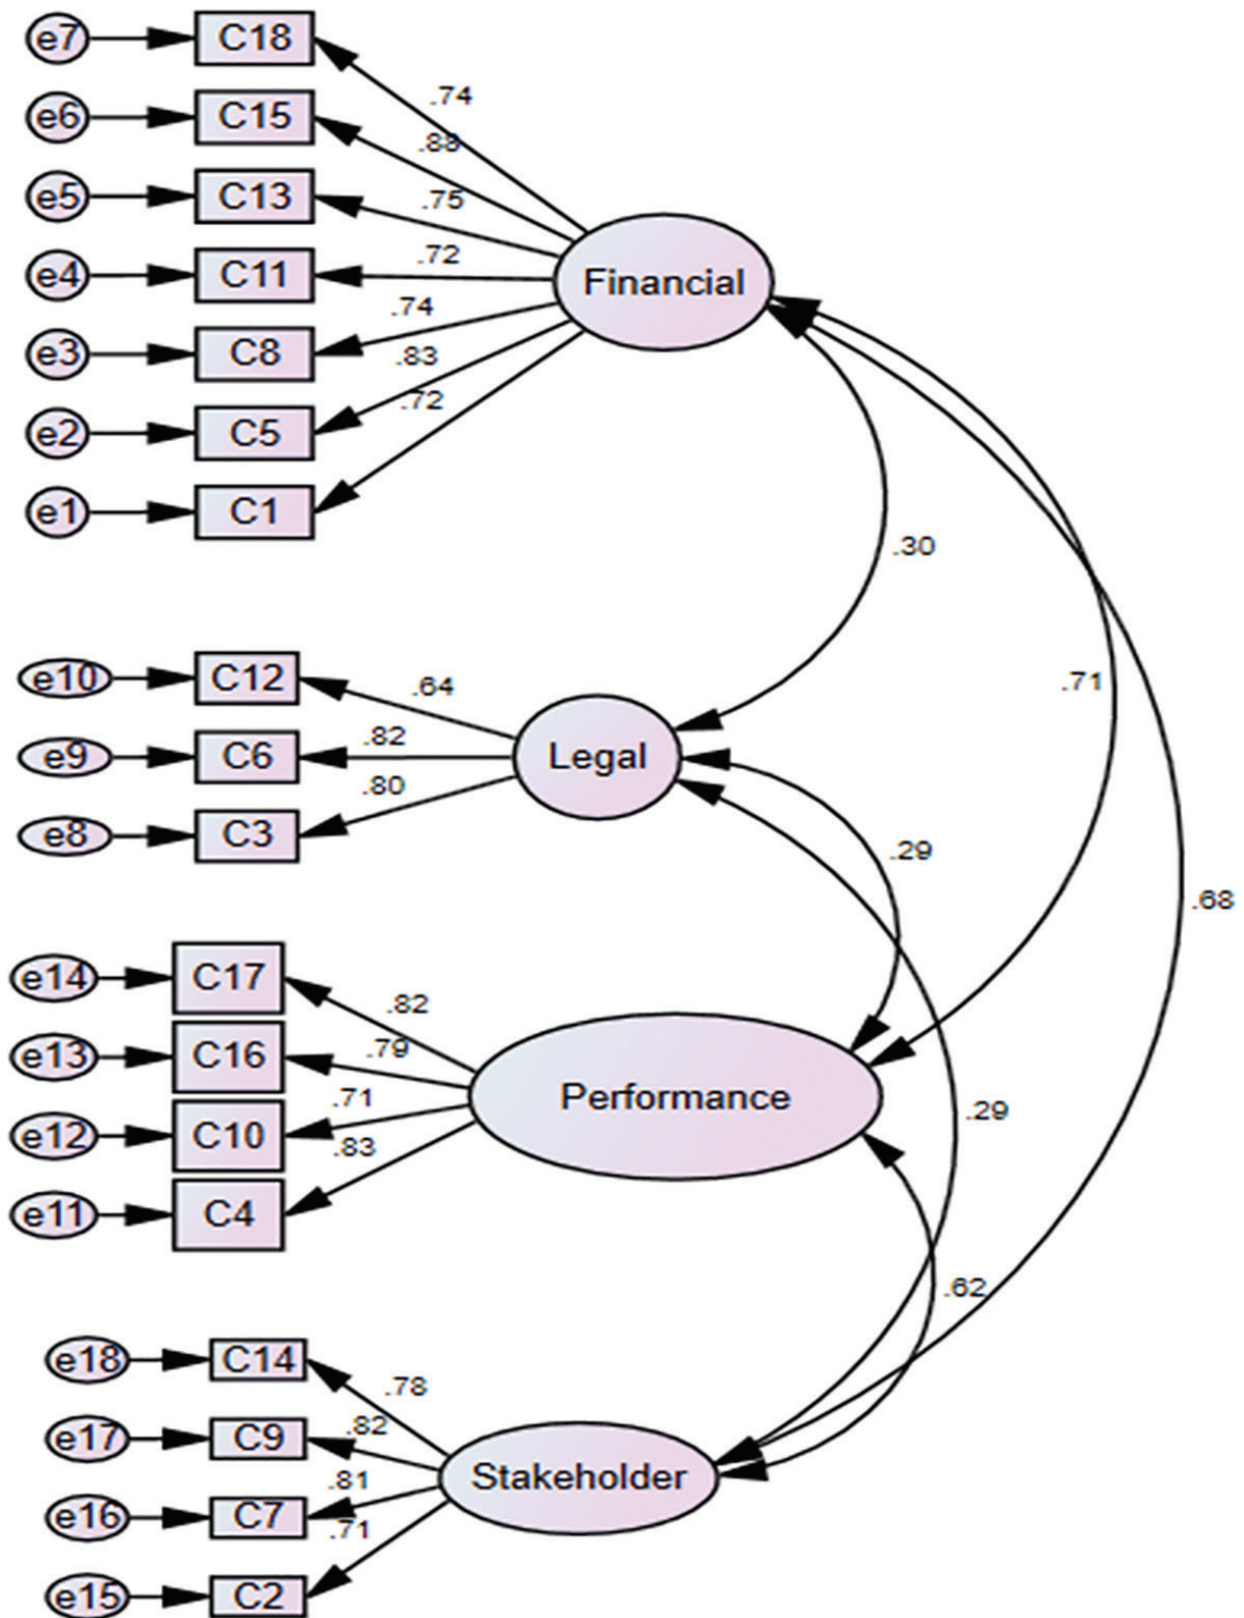 e7 C18
.74
e6 C15
.88
e5 C13
.75
e4 C11
.72
Financial
.74
e3 C8
.83
e2 C5
.72
e1 C1
.30
e10 C12
.64
.71
e9 C6
.82
Legal
.80
e8 C3
.29
.68
e14 C17
.82
e13 C16
.79
Performance
.71
e12 C10
.83
.29
e11 C4
.62
e18 C14
.78
e17 C9
.82
Stakeholder
.81
e16 C7
.71
e15 C2